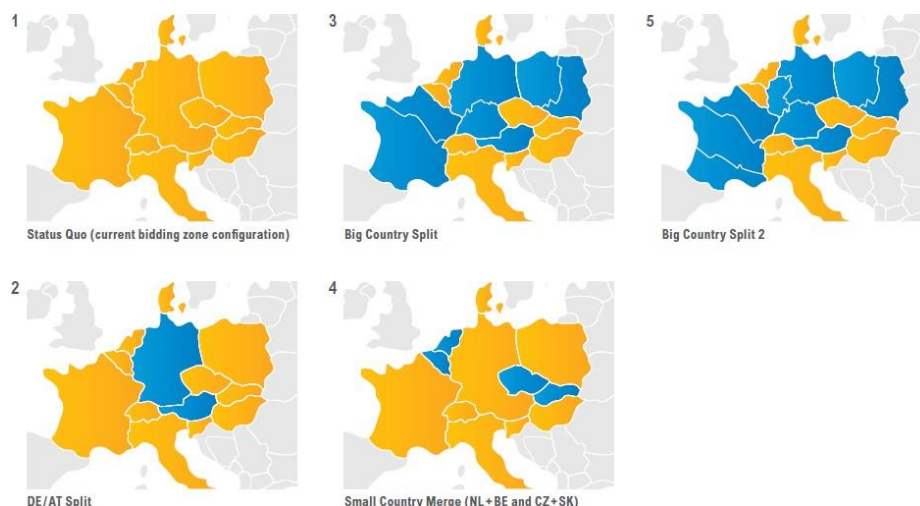 1
3
5
Status Quo (current bidding zone configuration)
Big Country Split
Big Country Split 2
2
4
DE/AT Split
Small Country Merge (NL+BE and CZ+SK)